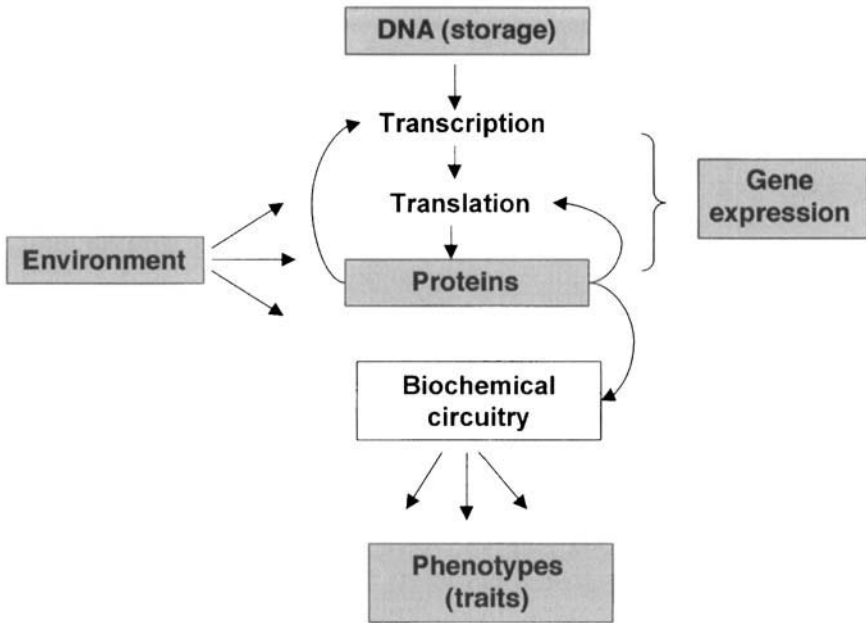 DNA (storage)
Transcription
Translation
Gene
expression
Environment
Proteins
Biochemical
circuitry
Phenotypes
(traits)